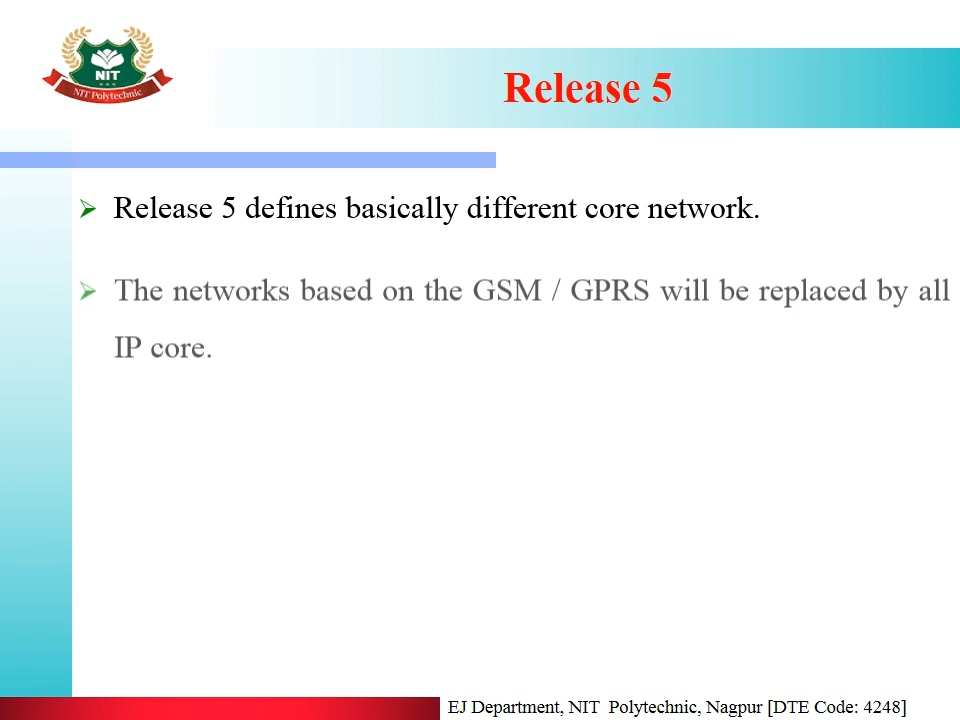 NIT
NIT Polytechnic
Release 5
Release 5 defines basically different core network.
The networks based on the GSM / GPRS will be replaced by all
IP core.
EJ Department, NIT Polytechnic, Nagpur [DTE Code: 4248]